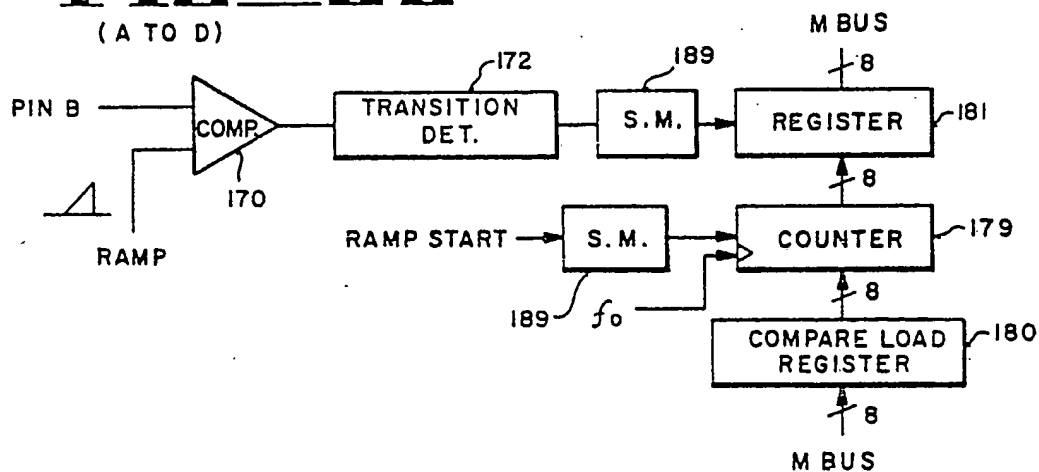 (A TO D)
M BUS
8
172
189
PIN B
COMP.
TRANSITION
DET.
S.M.
REGISTER
181
170
8
RAMP
RAMP START
S.M.
COUNTER
179
189
fo
8
COMPARE LOAD
REGISTER
180
8
M BUS